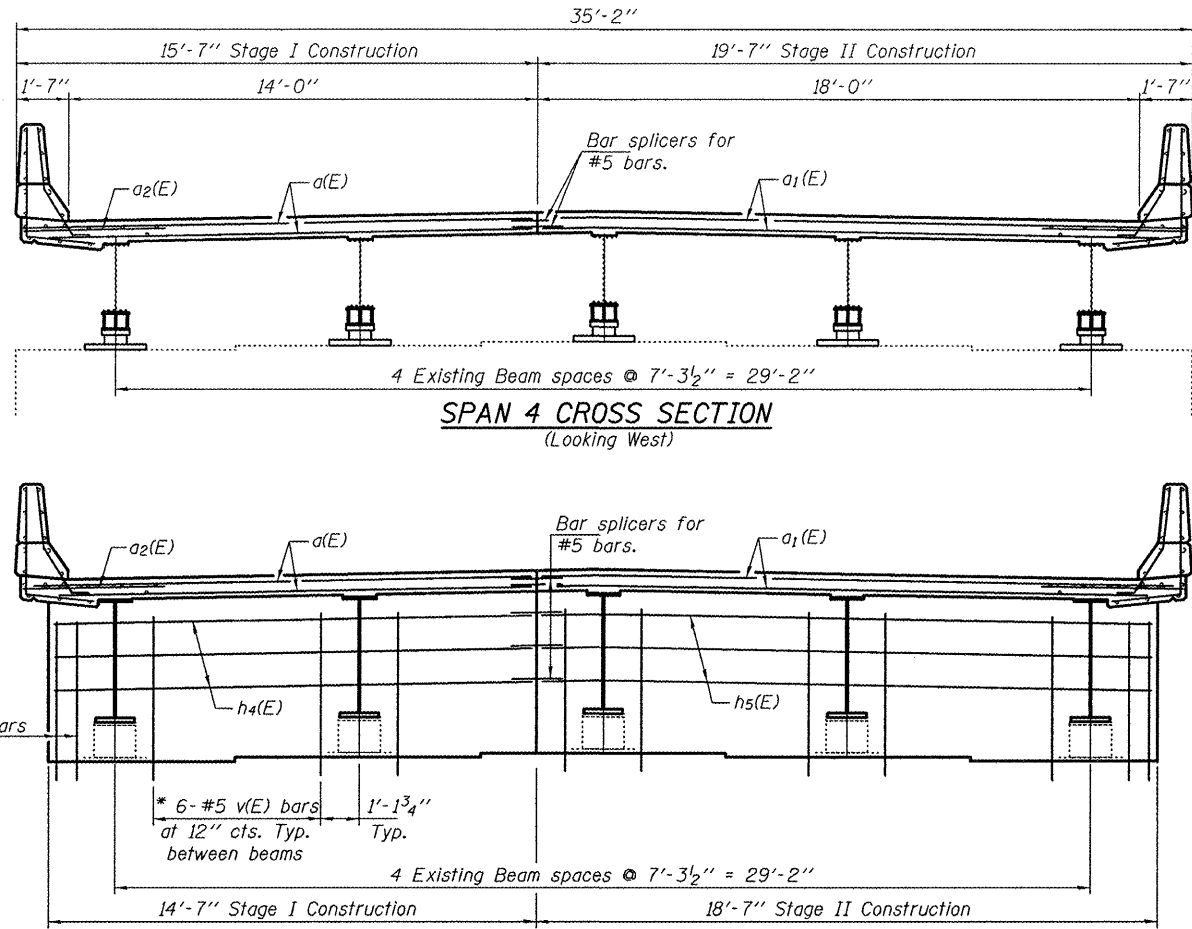 35'-2"
15'-7" Stage I Construction
19'-7" Stage II Construction
1'-7"
14'-0"
18'-0"
1'-7"
Bar splicers for
#5 bars.
a2(E)
a(E)
a1(E)
4 Existing Beam spaces @ 7'-3½" = 29'-2"
SPAN 4 CROSS SECTION
(Looking West)
Bar splicers for
#5 bars.
a2(E)
a(E)
a1(E)
h4(E)
h5(E)
* 6-#5 v(E) bars
at 12" cts. Typ.
between beams
1'-1¾"
Typ.
4 Existing Beam spaces @ 7'-3½" = 29'-2"
14'-7" Stage I Construction
18'-7" Stage II Construction